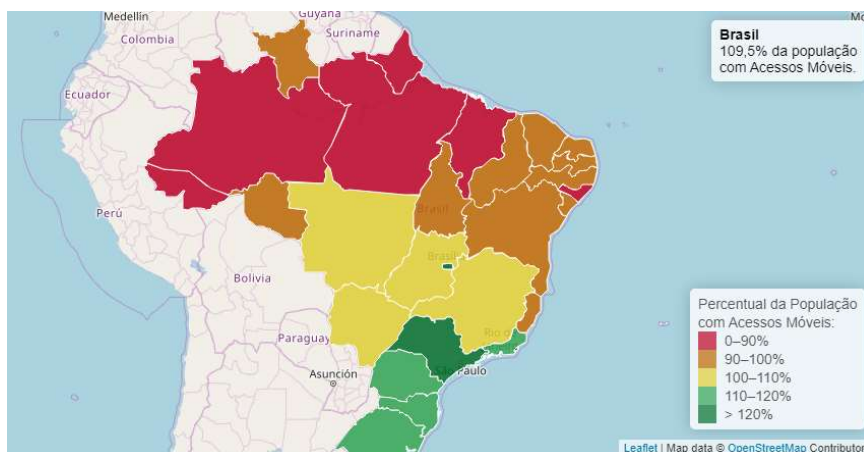 Medellín
Guyana
Suriname
Colombia
Ecuador
Perú
Brasil
Brasil
Bolivia
Rio d
São Paulo
Paraguay
Asunción
Mo
Brasil
109,5% da população
com Acessos Móveis.
Percentual da População
com Acessos Móveis:
0–90%
90–100%
100–110%
110–120%
> 120%
Leaflet | Map data © OpenStreetMap Contributor